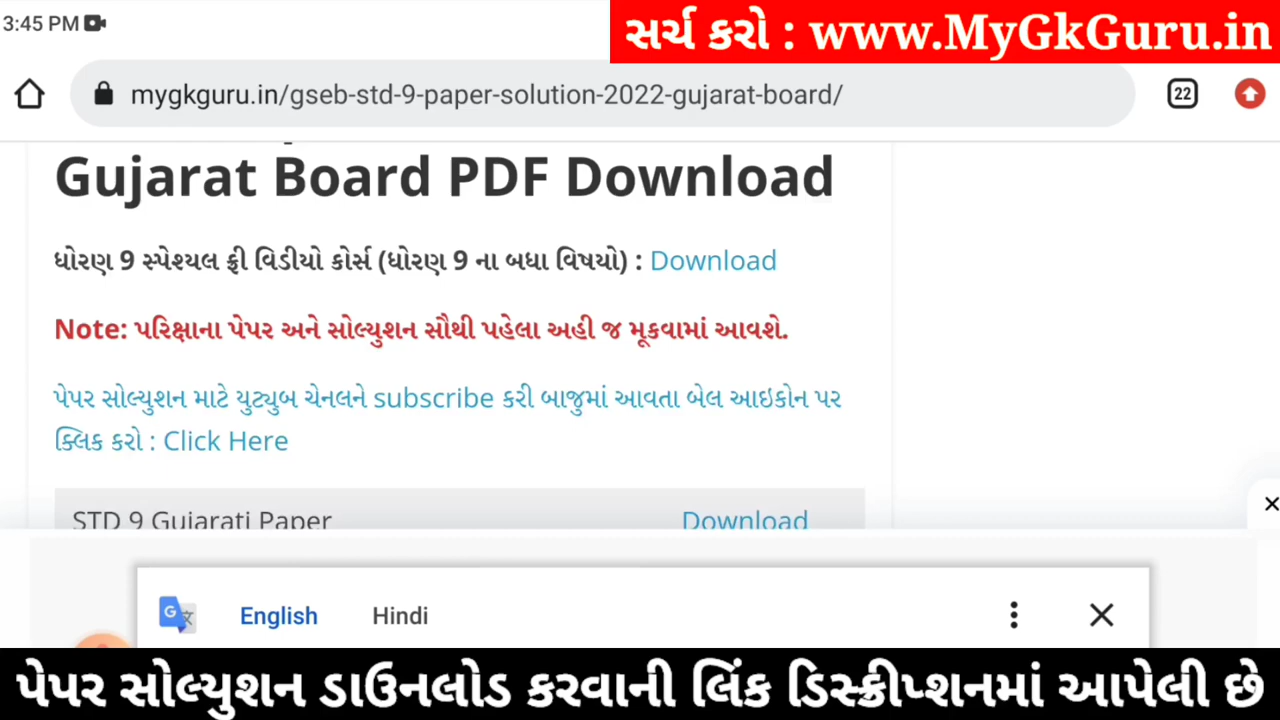 3:45 PM
સર્ચ કરો : www.MyGkGuru.in
mygkguru.in/gseb-std-9-paper-solution-2022-gujarat-board/
22
Gujarat Board PDF Download
ધોરણ 9 સ્પેશ્યલ ફ્રી વિડીયો કોર્સ (ધોરણ 9 ના બધા વિષયો) : Download
Note: પરિક્ષાના પેપર અને સોલ્યુશન સૌથી પહેલા અહી જ મૂકવામાં આવશે.
પેપર સોલ્યુશન માટે યુટ્યુબ ચેનલને subscribe કરી બાજુમાં આવતા બેલ આઇકોન પર
ક્લિક કરો : Click Here
STD 9 Gujarati Paper Download
English Hindi
પેપર સોલ્યુશન ડાઉનલોડ કરવાની લિંક ડિસ્ક્રીપ્શનમાં આપેલી છે